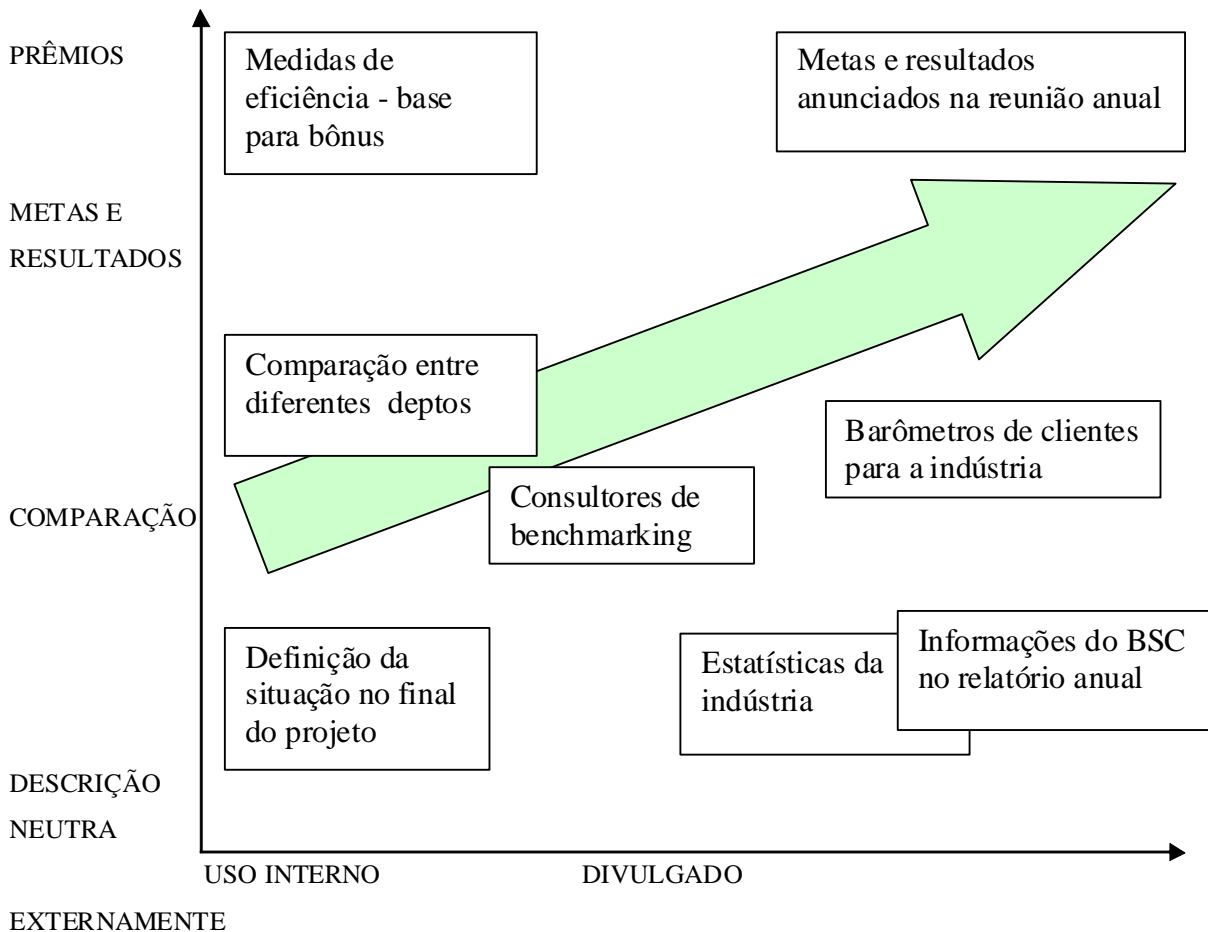 PRÊMIOS
Medidas de
eficiência - base
para bônus
Metas e resultados
anunciados na reunião anual
METAS E
RESULTADOS
Comparação entre
diferentes deptos
Barômetros de clientes
para a indústria
COMPARAÇÃO
Consultores de
benchmarking
Definição da
situação no final
do projeto
Estatísticas da
indústria
Informações do BSC
no relatório anual
DESCRIÇÃO
NEUTRA
USO INTERNO DIVULGADO
EXTERNAMENTE